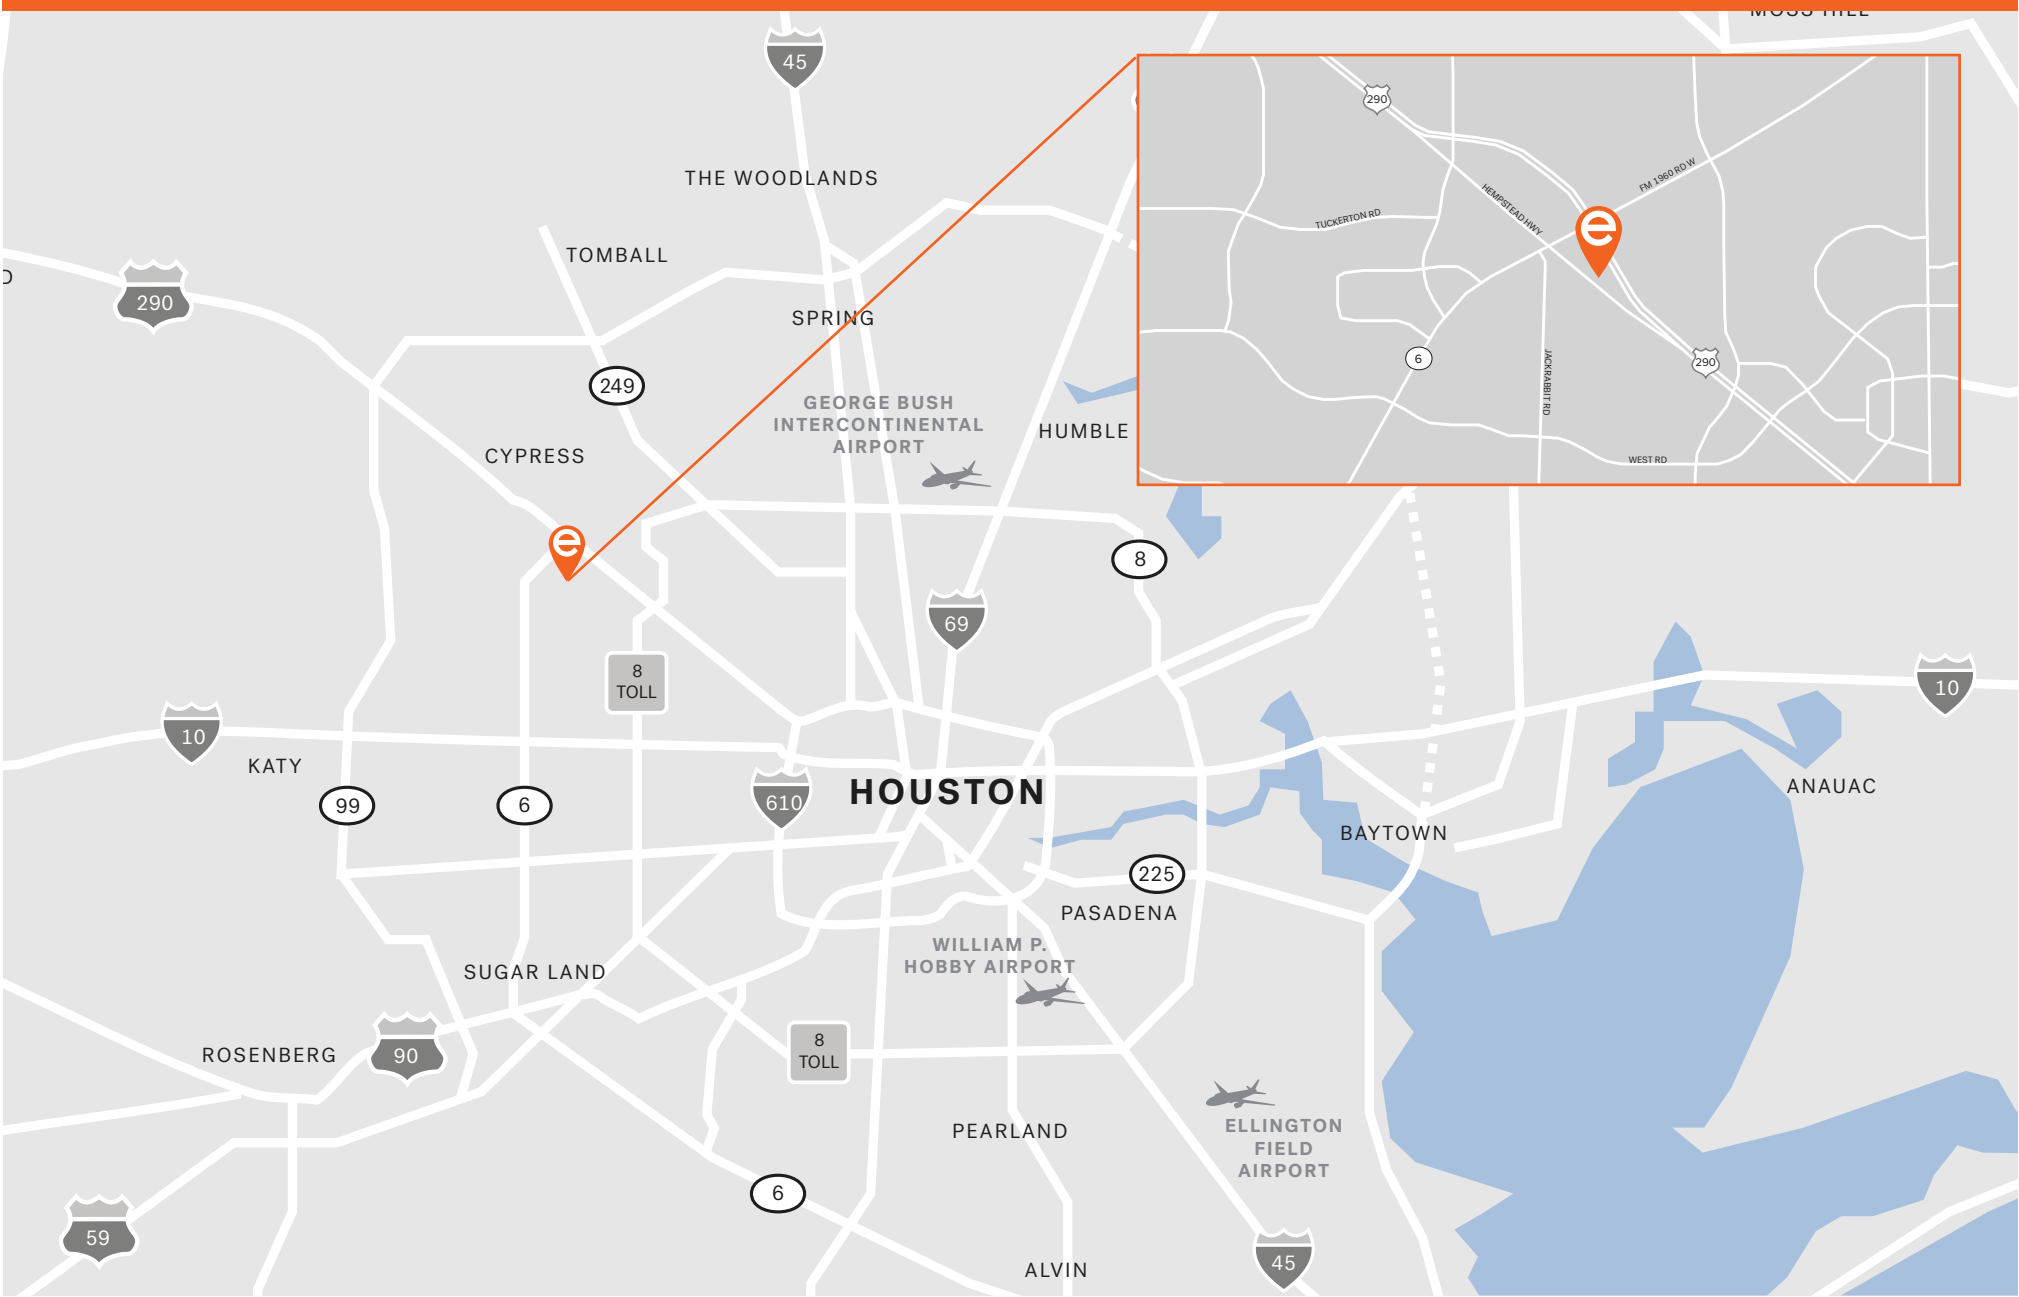 MOSS HILL
45
290
THE WOODLANDS
FM 1960 RD W
HEMPSTEAD HWY
TUCKERTON RD
e
TOMBALL
290
SPRING
6
290
JACKRABBIT RD
249
GEORGE BUSH
INTERCONTINENTAL
AIRPORT
HUMBLE
CYPRESS
WEST RD
e
8
69
8
TOLL
10
10
KATY
99
6
610
HOUSTON
ANAUAC
BAYTOWN
225
PASADENA
WILLIAM P.
HOBBY AIRPORT
SUGAR LAND
ROSENBERG
90
8
TOLL
PEARLAND
ELLINGTON
FIELD
AIRPORT
6
59
45
ALVIN